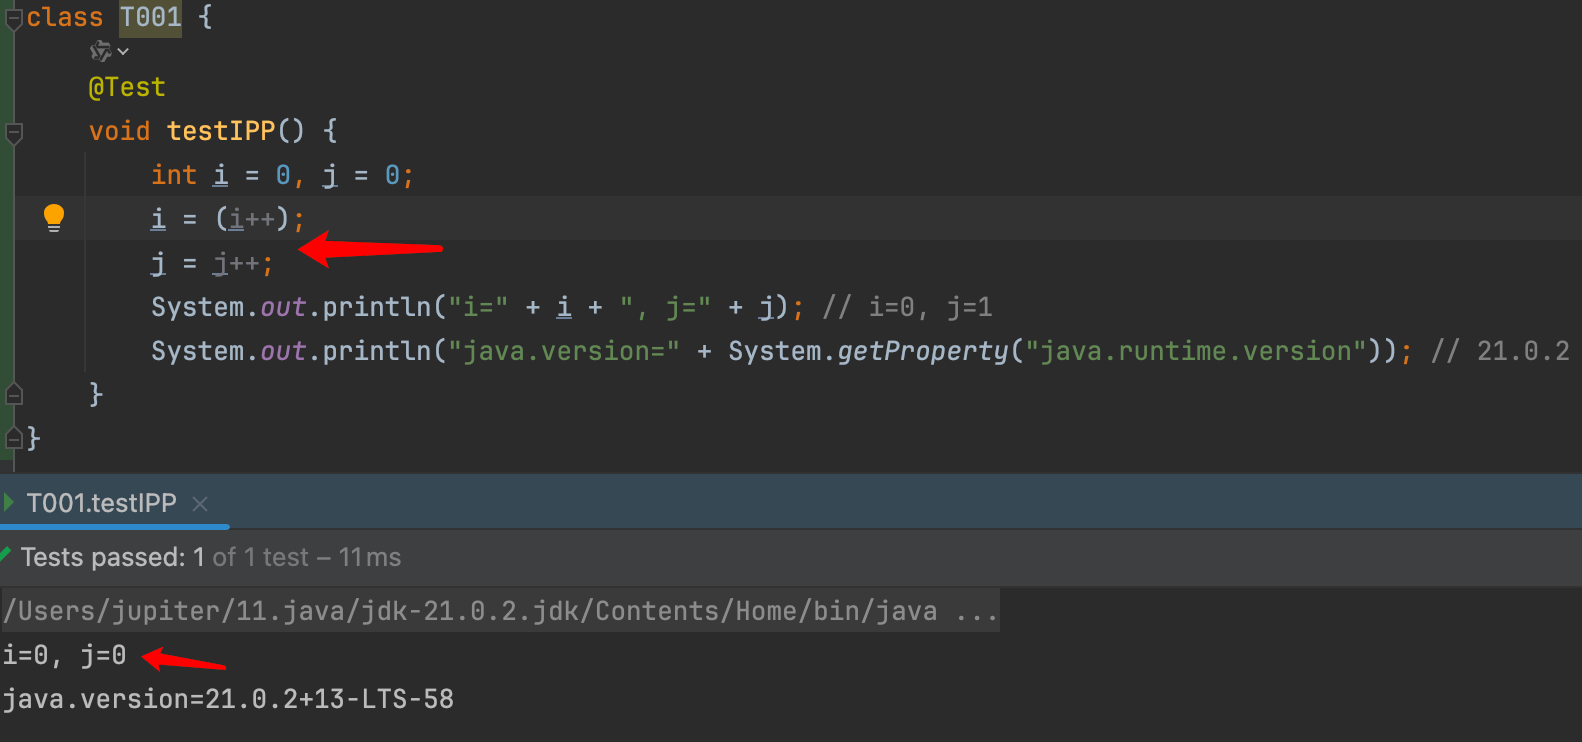 class T001 {
@Test
void testIPP() {
int i = 0, j = 0;
i = (i++);
j = j++;
System.out.println("i=" + i + ", j=" + j); // i=0, j=1
System.out.println("java.version=" + System.getProperty("java.runtime.version")); // 21.0.2
}
}
T001.testIPP
Tests passed: 1 of 1 test – 11 ms
/Users/jupiter/11.java/jdk-21.0.2.jdk/Contents/Home/bin/java ...
i=0, j=0
java.version=21.0.2+13-LTS-58